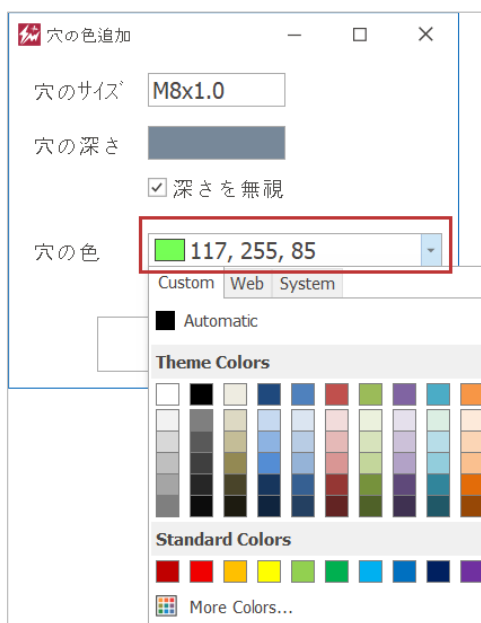 穴の色追加
穴のサイズ M8x1.0
穴の深さ
深さを無視
穴の色 117, 255, 85
Custom Web System
Automatic
Theme Colors
Standard Colors
More Colors...